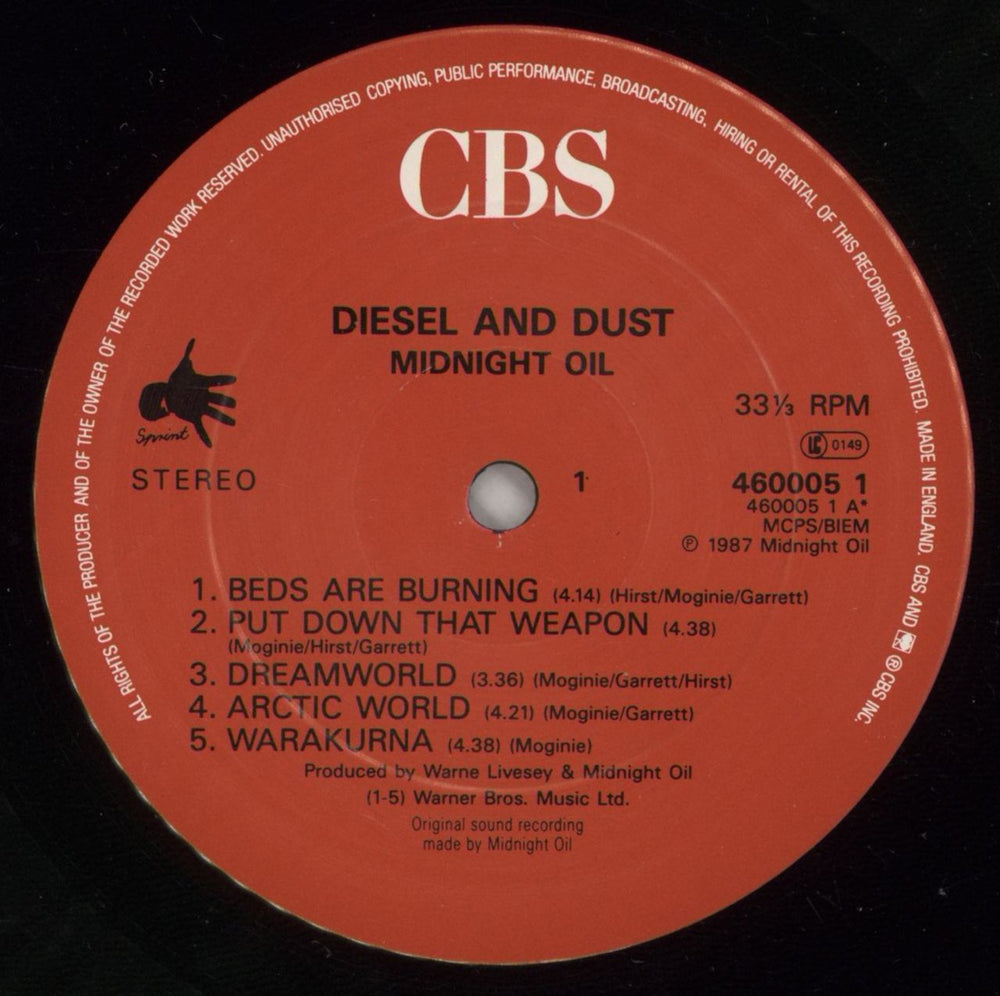 ALL RIGHTS OF THE PRODUCER AND OF THE OWNER OF THE RECORDED WORK RESERVED. UNAUTHORISED COPYING, PUBLIC PERFORMANCE, BROADCASTING, HIRING OR RENTAL OF THIS RECORDING PROHIBITED. MADE IN ENGLAND. CBS AND ® CBS INC.
CBS
DIESEL AND DUST
MIDNIGHT OIL
Sprint
STEREO
33⅓ RPM
LC 0149
1
460005 1
460005 1 A*
MCPS/BIEM
℗ 1987 Midnight Oil
1. BEDS ARE BURNING (4.14) (Hirst/Moginie/Garrett)
2. PUT DOWN THAT WEAPON (4.38)
(Moginie/Hirst/Garrett)
3. DREAMWORLD (3.36) (Moginie/Garrett/Hirst)
4. ARCTIC WORLD (4.21) (Moginie/Garrett)
5. WARAKURNA (4.38) (Moginie)
Produced by Warne Livesey & Midnight Oil
(1-5) Warner Bros. Music Ltd.
Original sound recording
made by Midnight Oil